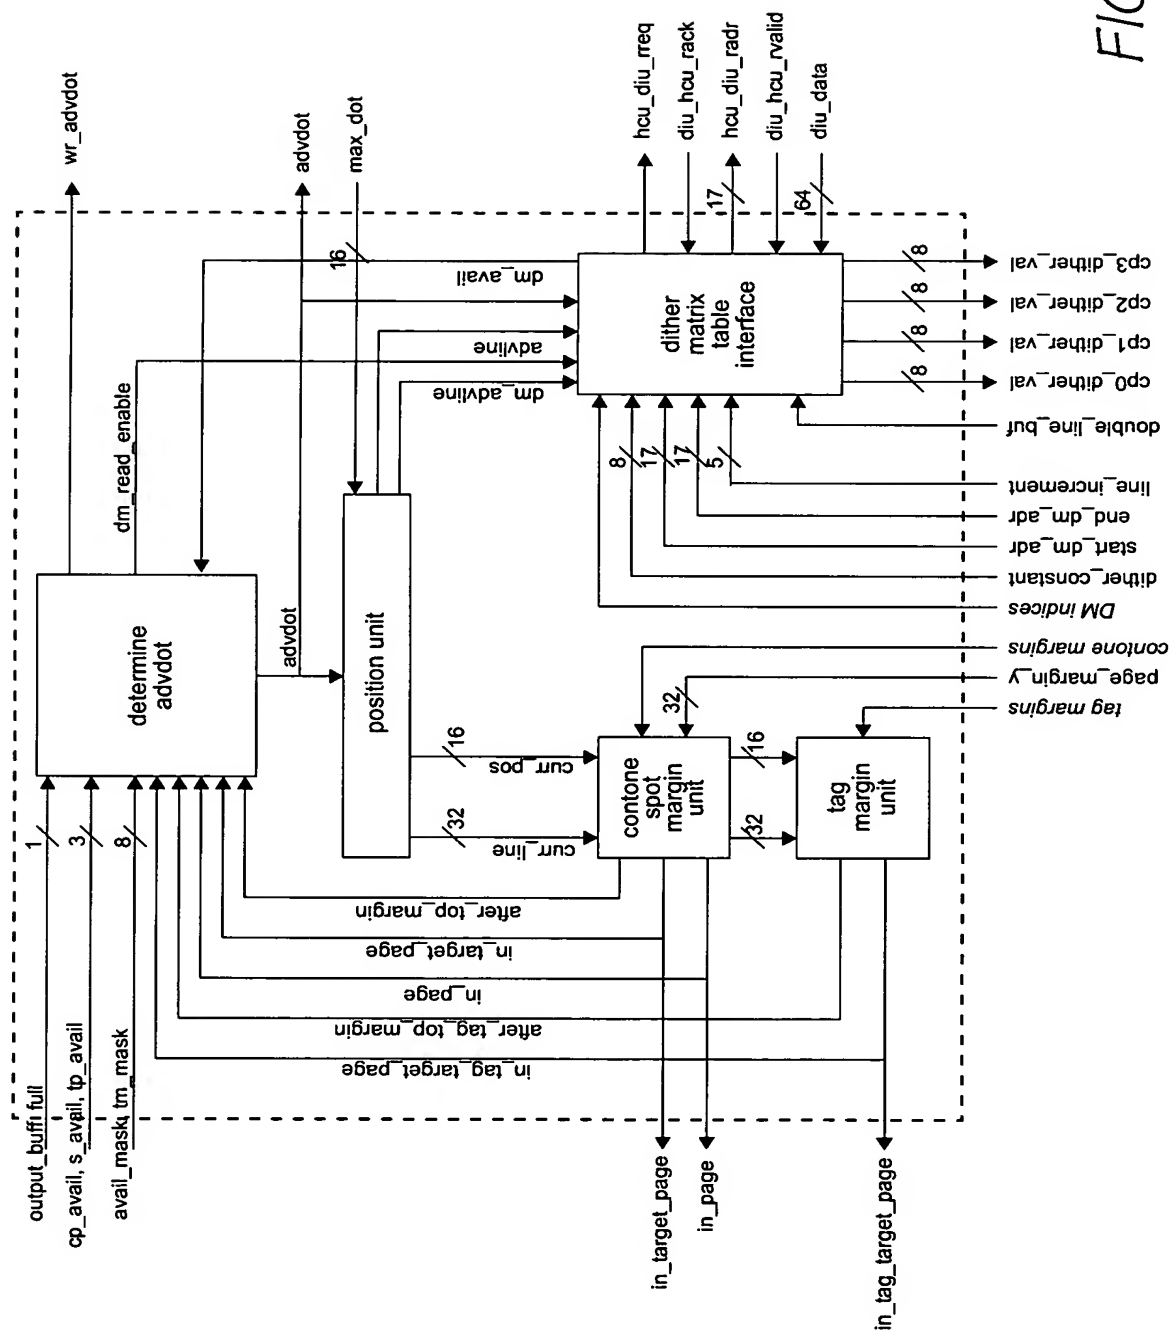 FIG
wr_advdot
advdot
max_dot
hcu_diu_rreq
diu_hcu_rack
hcu_diu_radr
diu_hcu_rvalid
diu_data
16
17
64
dm_avail
advline
dm_advline
dm_read_enable
determine
advdot
advdot
position unit
dither
matrix
table
interface
8
8
8
8
cp3_dither_val
cp2_dither_val
cp1_dither_val
cp0_dither_val
double_line_buf
line_increment
end_dm_adr
start_dm_adr
dither_constant
DM indices
5
17
17
8
contone margins
page_margin_y
tag margins
32
16
curr_pos
32
curr_line
contone
spot
margin
unit
16
32
tag
margin
unit
1
3
8
output_buff full
cp_avail, s_avail, tp_avail
avail_mask, tm_mask
after_top_margin
in_target_page
in_page
after_tag_top_margin
in_tag_target_page
in_target_page
in_page
in_tag_target_page